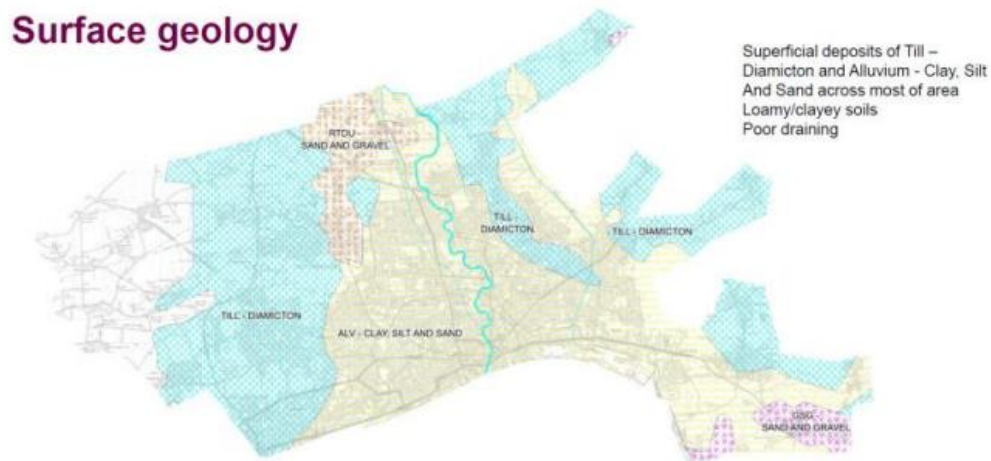 Surface geology
Superficial deposits of Till –
Diamicton and Alluvium - Clay, Silt
And Sand across most of area
Loamy/clayey soils
Poor draining
RTDU -
SAND AND GRAVEL
TILL -
DIAMICTON
TILL - DIAMICTON
TILL - DIAMICTON
ALV - CLAY, SILT AND SAND
GSG -
SAND AND GRAVEL